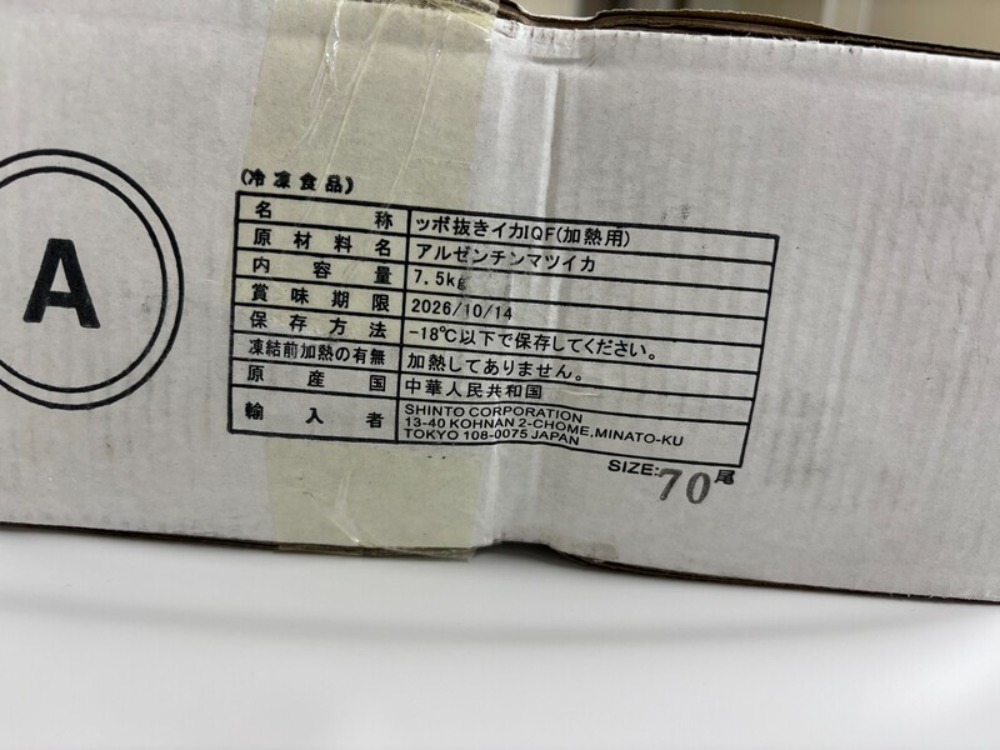 A
(冷凍食品)
名称 ツボ抜きイカIQF(加熱用)
原材料名 アルゼンチンマツイカ
内容量 7.5kg
賞味期限 2026/10/14
保存方法 -18℃以下で保存してください。
凍結前加熱の有無 加熱してありません。
原産国 中華人民共和国
輸入者 SHINTO CORPORATION
13-40 KOHNAN 2-CHOME,MINATO-KU
TOKYO 108-0075 JAPAN
SIZE:70尾